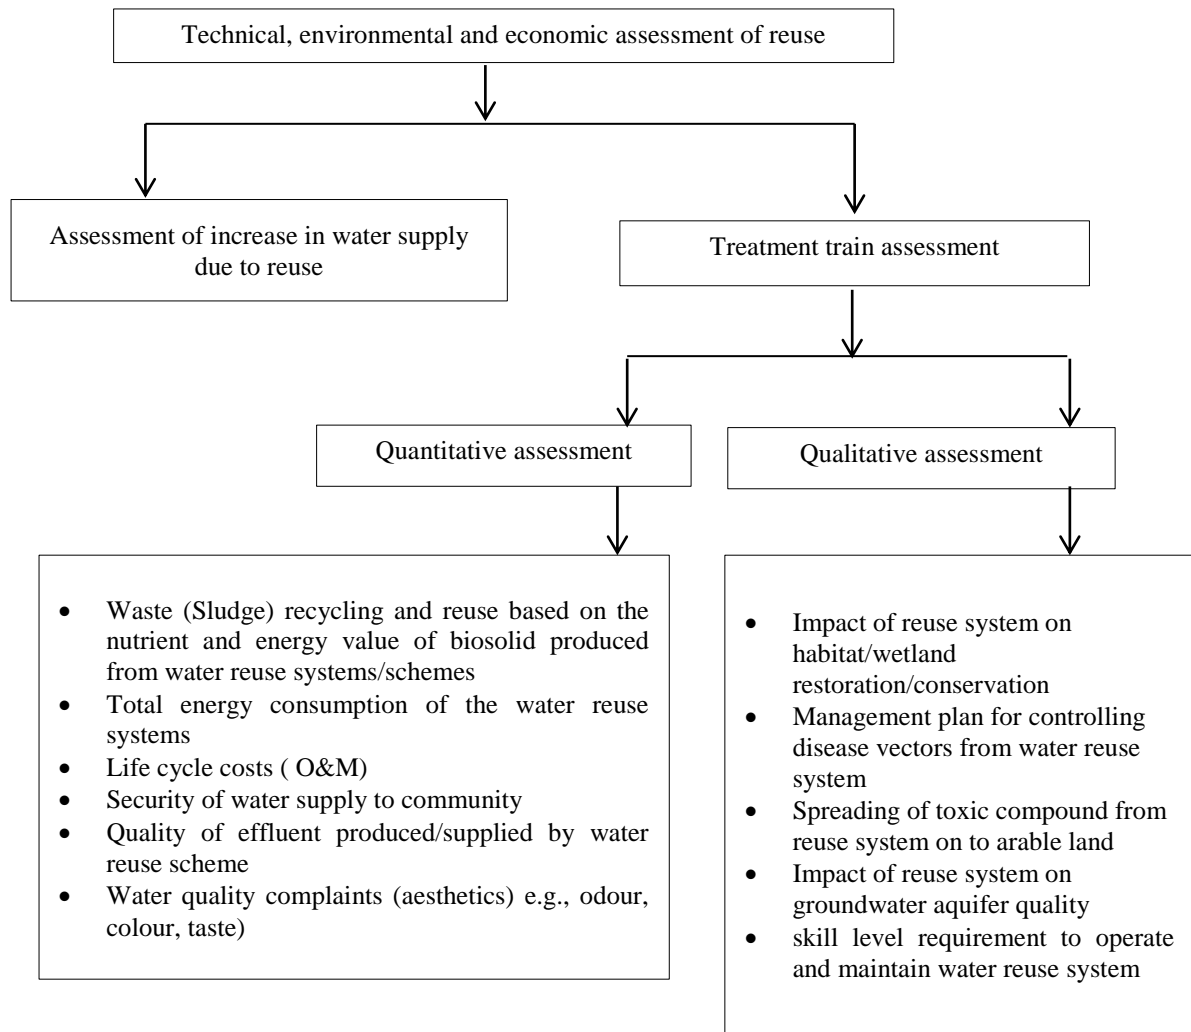 Technical, environmental and economic assessment of reuse
Assessment of increase in water supply
due to reuse
Treatment train assessment
Quantitative assessment
Qualitative assessment
• Waste (Sludge) recycling and reuse based on the
nutrient and energy value of biosolid produced
from water reuse systems/schemes
• Total energy consumption of the water reuse
systems
• Life cycle costs ( O&M)
• Security of water supply to community
• Quality of effluent produced/supplied by water
reuse scheme
• Water quality complaints (aesthetics) e.g., odour,
colour, taste)
• Impact of reuse system on
habitat/wetland
restoration/conservation
• Management plan for controlling
disease vectors from water reuse
system
• Spreading of toxic compound from
reuse system on to arable land
• Impact of reuse system on
groundwater aquifer quality
• skill level requirement to operate
and maintain water reuse system